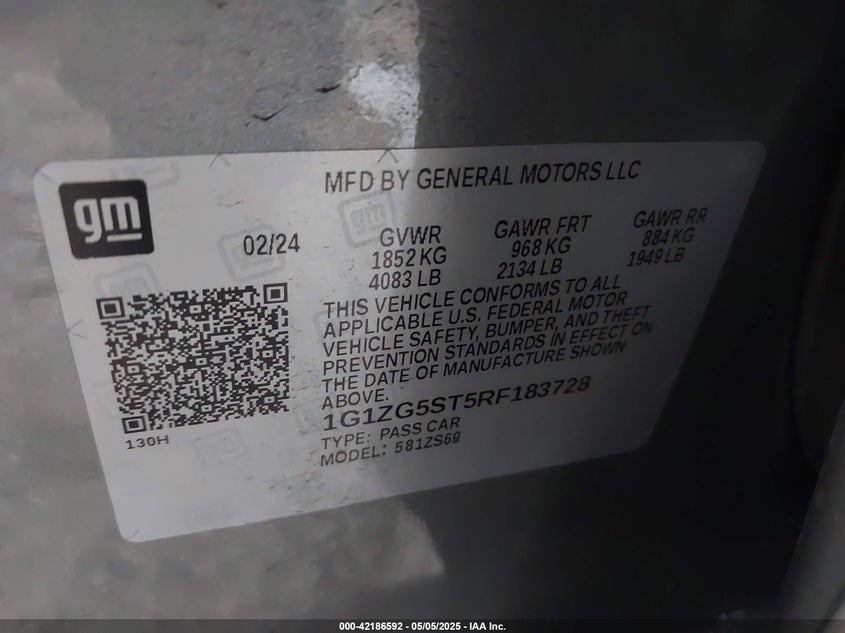 gm
MFD BY GENERAL MOTORS LLC
02/24
GVWR
1852 KG
4083 LB
GAWR FRT
968 KG
2134 LB
GAWR RR
884 KG
1949 LB
THIS VEHICLE CONFORMS TO ALL
APPLICABLE U.S. FEDERAL MOTOR
VEHICLE SAFETY, BUMPER, AND THEFT
PREVENTION STANDARDS IN EFFECT ON
THE DATE OF MANUFACTURE SHOWN
ABOVE.
1G1ZG5ST5RF183728
TYPE: PASS CAR
MODEL: 581ZS69
130H
000-42186592 - 05/05/2025 - IAA Inc.